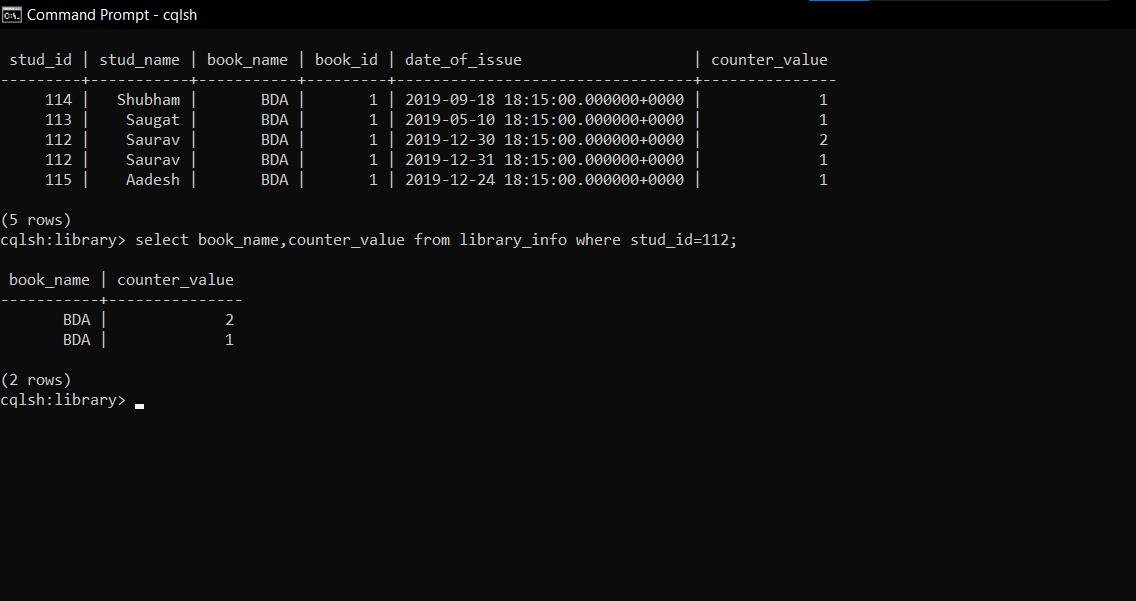 Command Prompt - cqlsh
 stud_id | stud_name | book_name | book_id | date_of_issue                   | counter_value
---------+-----------+-----------+---------+---------------------------------+---------------
     114 |   Shubham |       BDA |       1 | 2019-09-18 18:15:00.000000+0000 |             1
     113 |    Saugat |       BDA |       1 | 2019-05-10 18:15:00.000000+0000 |             1
     112 |    Saurav |       BDA |       1 | 2019-12-30 18:15:00.000000+0000 |             2
     112 |    Saurav |       BDA |       1 | 2019-12-31 18:15:00.000000+0000 |             1
     115 |    Aadesh |       BDA |       1 | 2019-12-24 18:15:00.000000+0000 |             1
(5 rows)
cqlsh:library> select book_name,counter_value from library_info where stud_id=112;
 book_name | counter_value
-----------+---------------
       BDA |             2
       BDA |             1
(2 rows)
cqlsh:library>